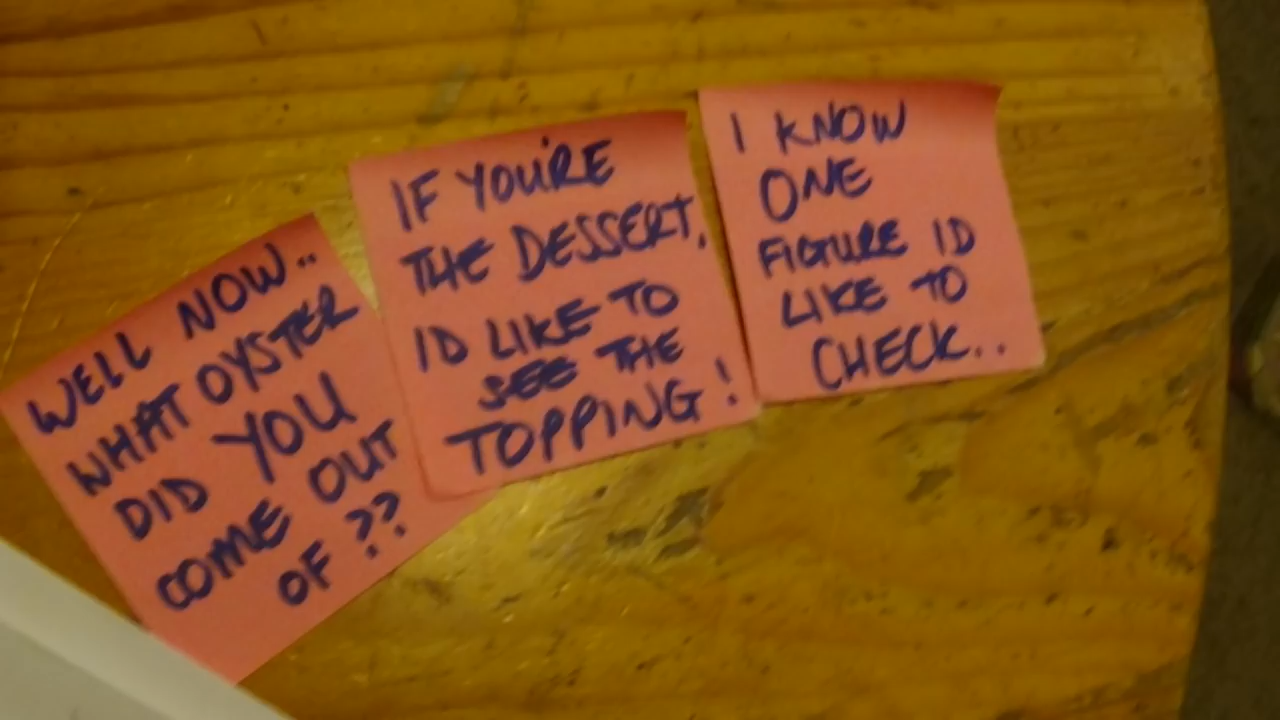 WELL NOW..
WHAT OYSTER
DID YOU
COME OUT
OF ??
IF YOU'RE
THE DESSERT,
ID LIKE TO
SEE THE
TOPPING!
I KNOW
ONE
FIGURE ID
LIKE TO
CHECK..